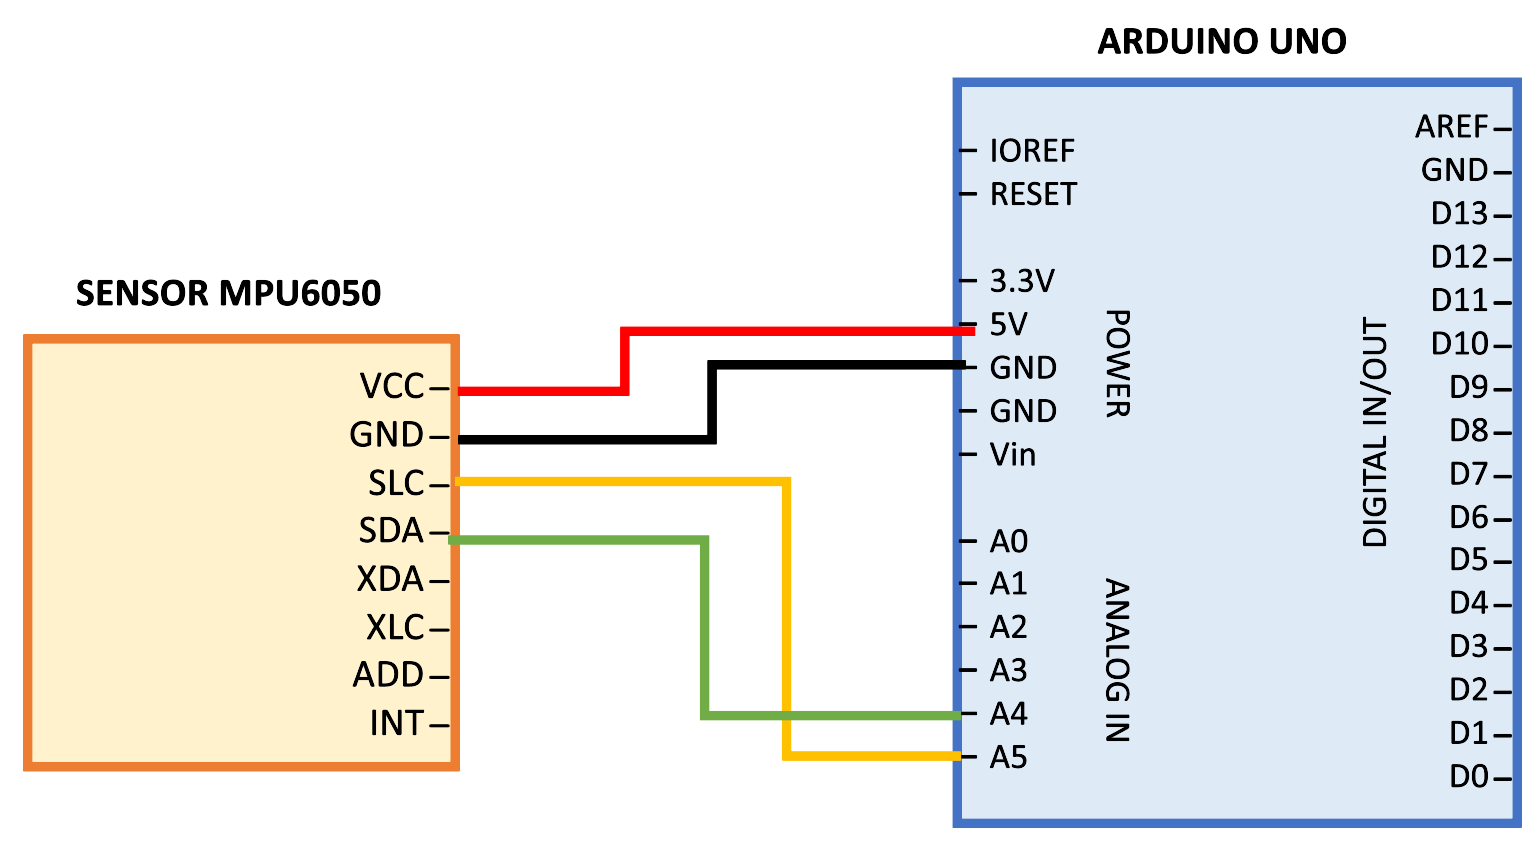 ARDUINO UNO
SENSOR MPU6050
VCC
GND
SLC
SDA
XDA
XLC
ADD
INT
IOREF
RESET
3.3V
5V
GND
GND
Vin
A0
A1
A2
A3
A4
A5
POWER
ANALOG IN
DIGITAL IN/OUT
AREF
GND
D13
D12
D11
D10
D9
D8
D7
D6
D5
D4
D3
D2
D1
D0